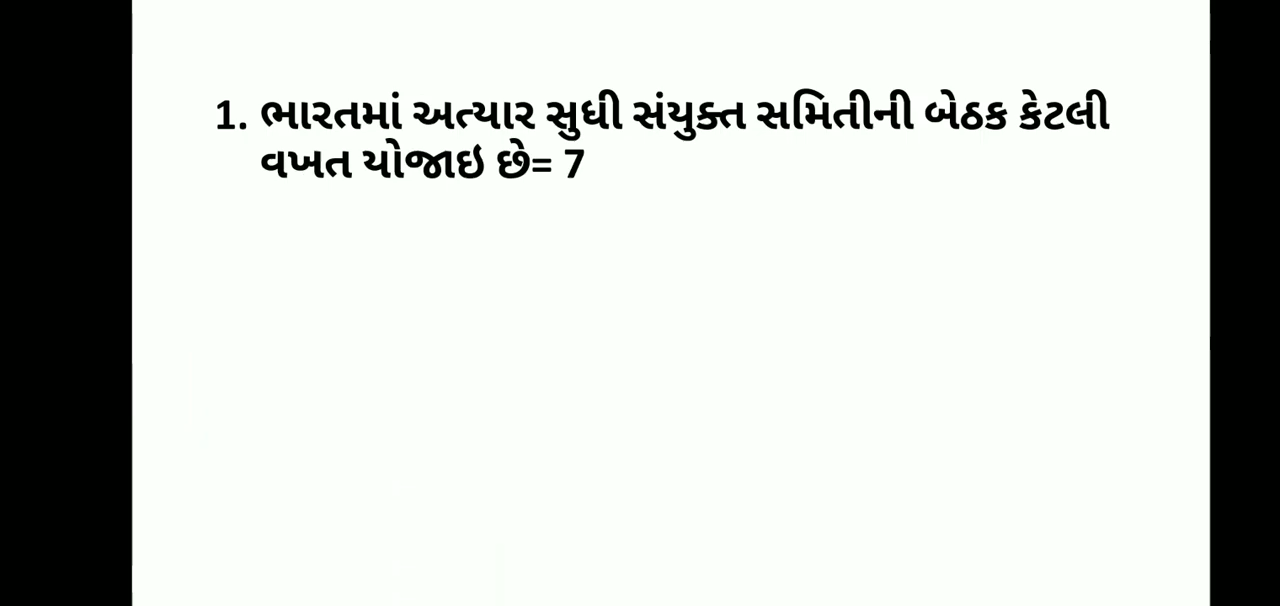 1. ભારતમાં અત્યાર સુધી સંયુક્ત સમિતીની બેઠક કેટલી
વખત યોજાઇ છે= 7